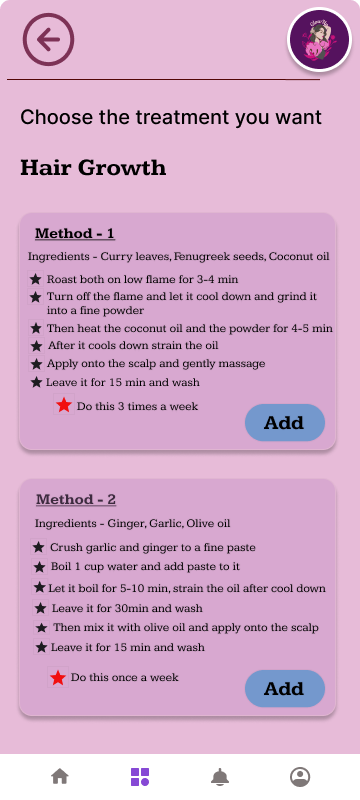 Choose the treatment you want
Hair Growth
Method - 1
Ingredients - Curry leaves, Fenugreek seeds, Coconut oil
Roast both on low flame for 3-4 min
Turn off the flame and let it cool down and grind it
into a fine powder
Then heat the coconut oil and the powder for 4-5 min
After it cools down strain the oil
Apply onto the scalp and gently massage
Leave it for 15 min and wash
Do this 3 times a week
Add
Method - 2
Ingredients - Ginger, Garlic, Olive oil
Crush garlic and ginger to a fine paste
Boil 1 cup water and add paste to it
Let it boil for 5-10 min, strain the oil after cool down
Leave it for 30min and wash
Then mix it with olive oil and apply onto the scalp
Leave it for 15 min and wash
Do this once a week
Add